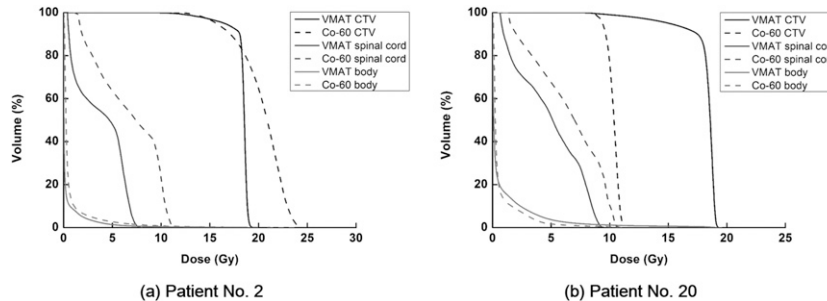 VMAT CTV
Co-60 CTV
VMAT spinal cord
Co-60 spinal cord
VMAT body
Co-60 body
Volume (%)
100
80
60
40
20
0
0 5 10 15 20 25 30
Dose (Gy)
(a) Patient No. 2
VMAT CTV
Co-60 CTV
VMAT spinal cord
Co-60 spinal cord
VMAT body
Co-60 body
Volume (%)
100
80
60
40
20
0
0 5 10 15 20 25
Dose (Gy)
(b) Patient No. 20